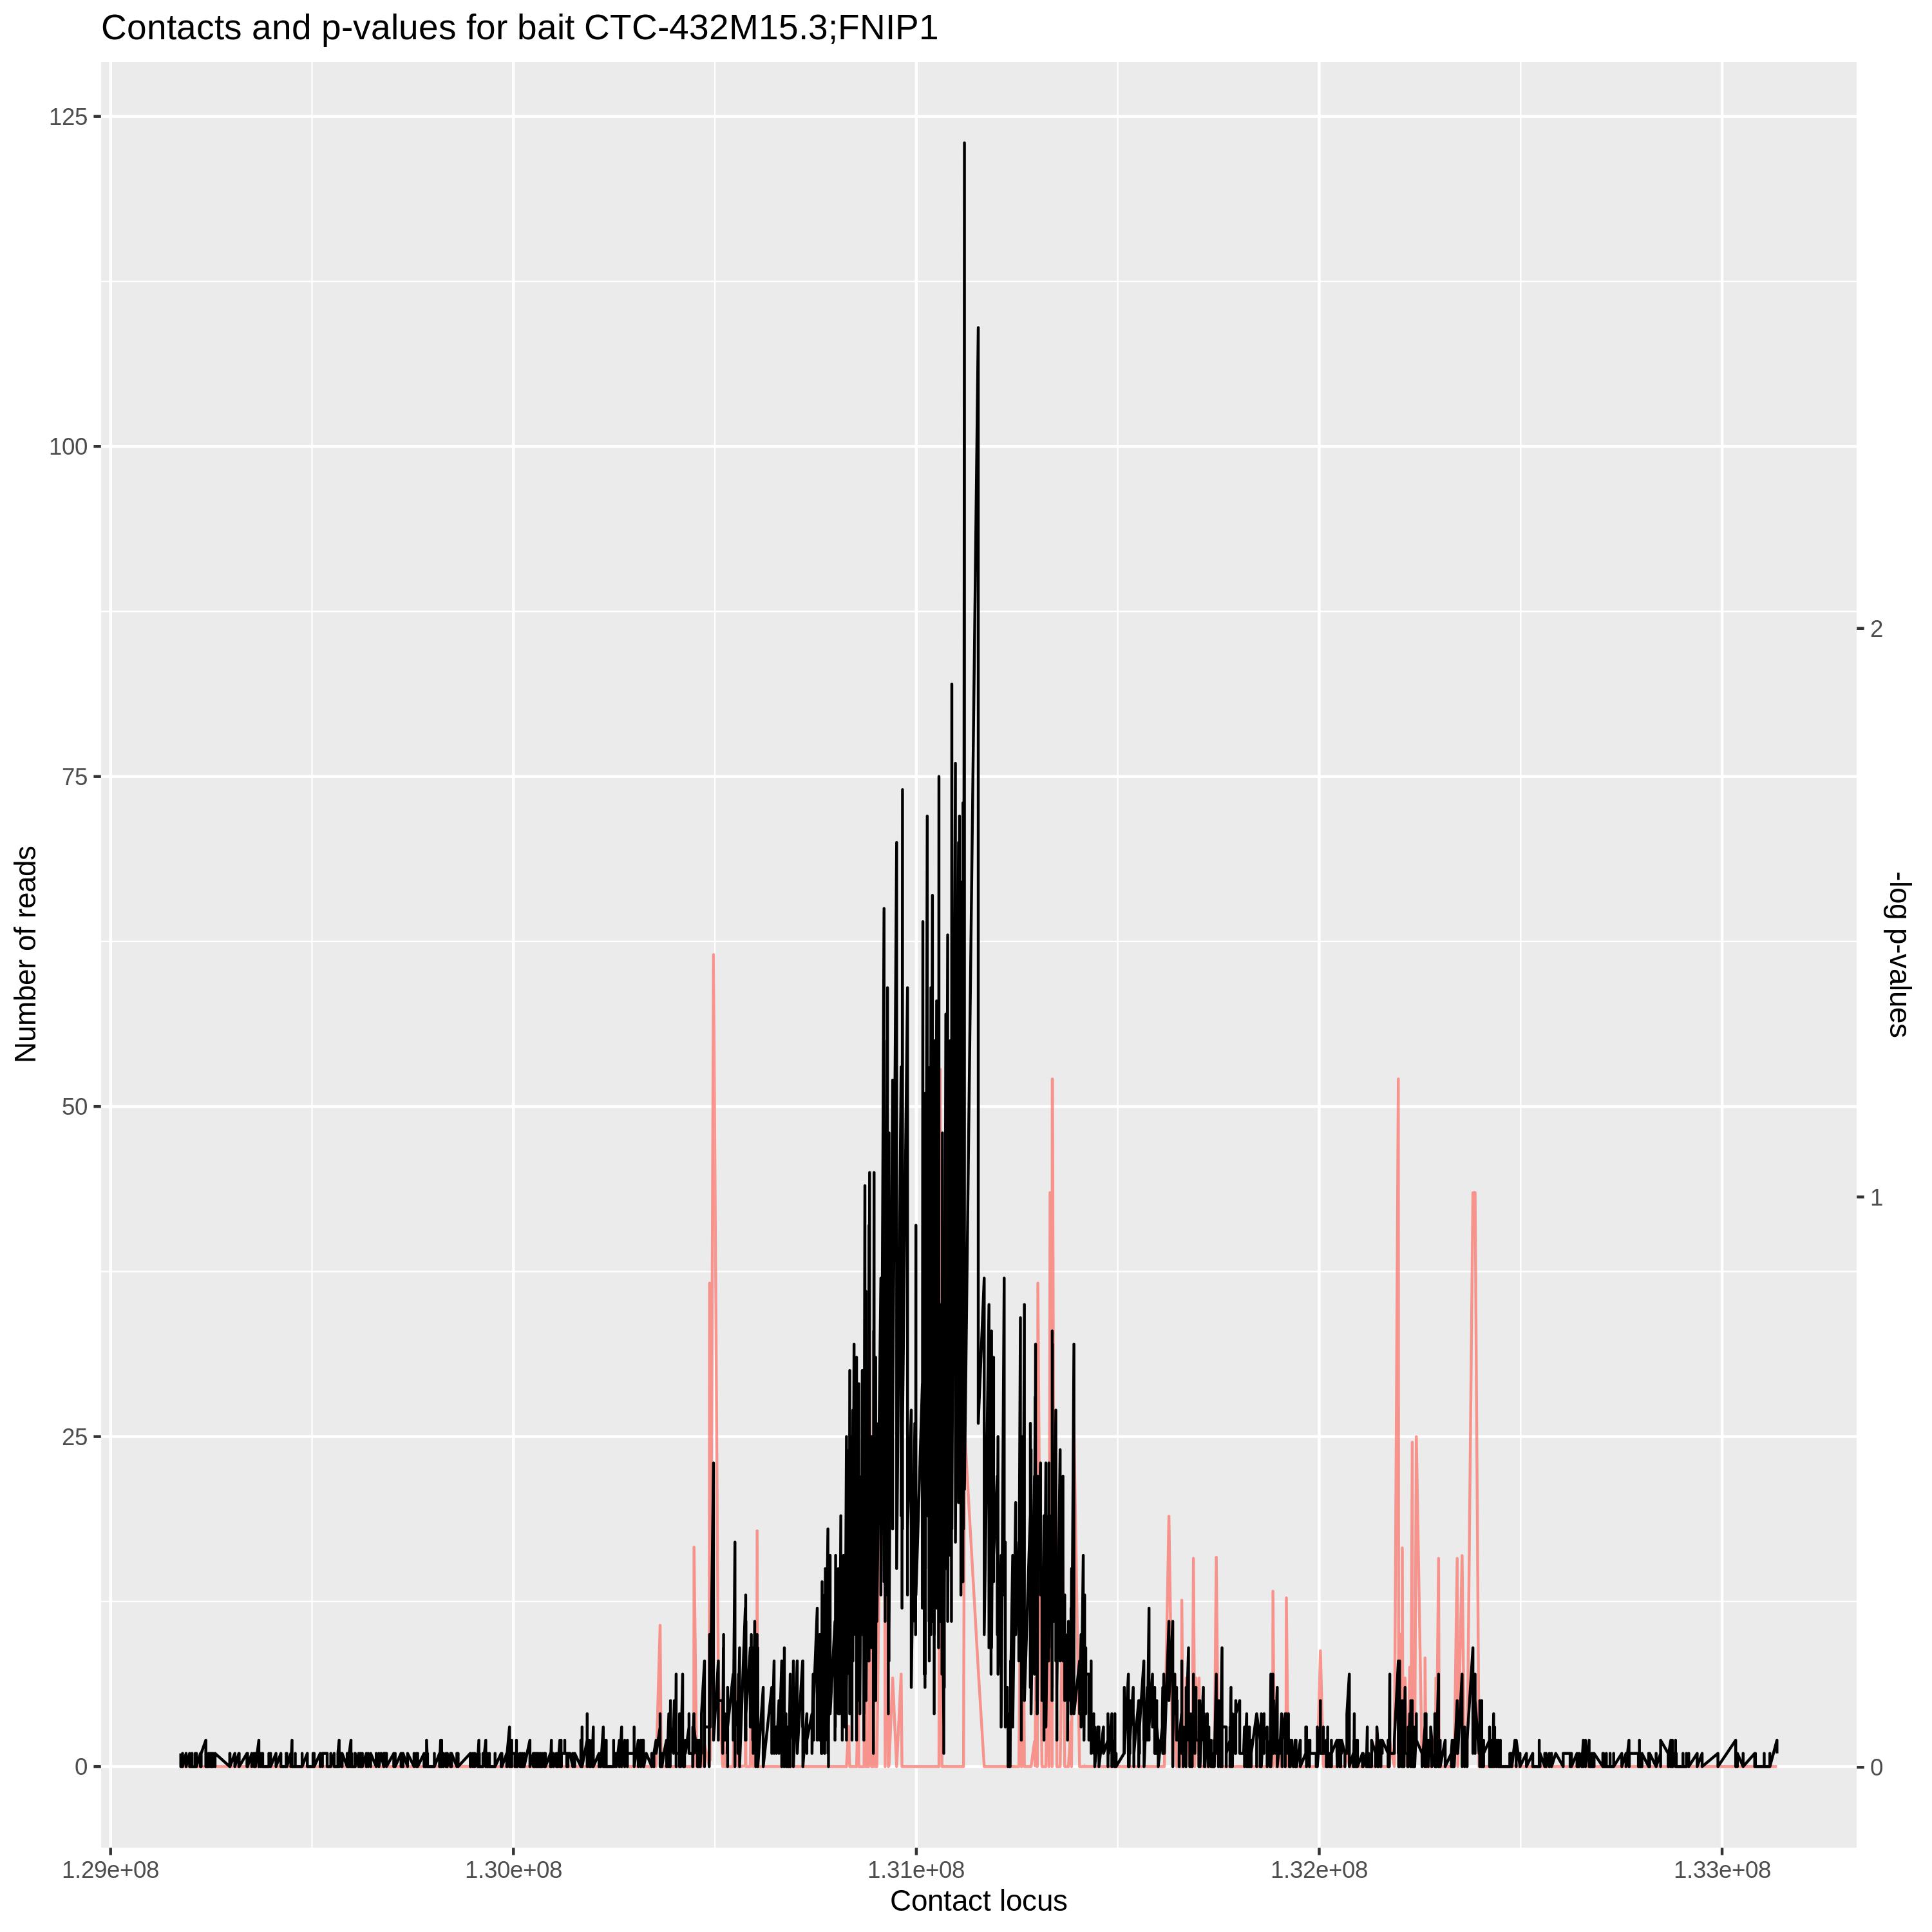 Contacts and p-values for bait CTC-432M15.3;FNIP1
125
100
75
50
25
0
Number of reads
2
1
0
-log p-values
1.29e+08
1.30e+08
1.31e+08
1.32e+08
1.33e+08
Contact locus